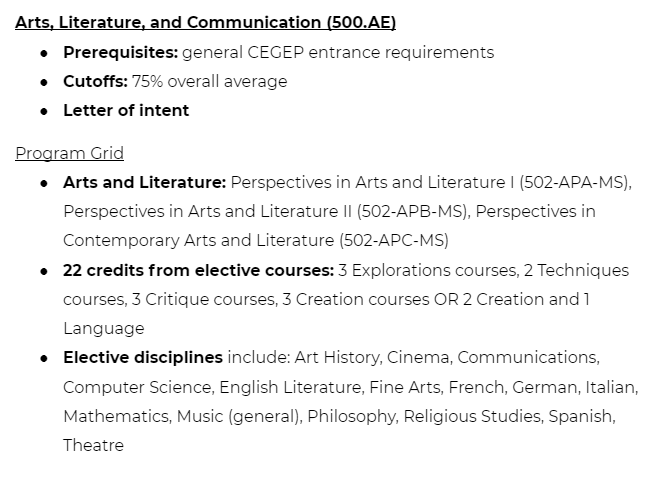 Arts, Literature, and Communication (500.AE)
● Prerequisites: general CEGEP entrance requirements
● Cutoffs: 75% overall average
● Letter of intent
Program Grid
● Arts and Literature: Perspectives in Arts and Literature I (502-APA-MS),
Perspectives in Arts and Literature II (502-APB-MS), Perspectives in
Contemporary Arts and Literature (502-APC-MS)
● 22 credits from elective courses: 3 Explorations courses, 2 Techniques
courses, 3 Critique courses, 3 Creation courses OR 2 Creation and 1
Language
● Elective disciplines include: Art History, Cinema, Communications,
Computer Science, English Literature, Fine Arts, French, German, Italian,
Mathematics, Music (general), Philosophy, Religious Studies, Spanish,
Theatre